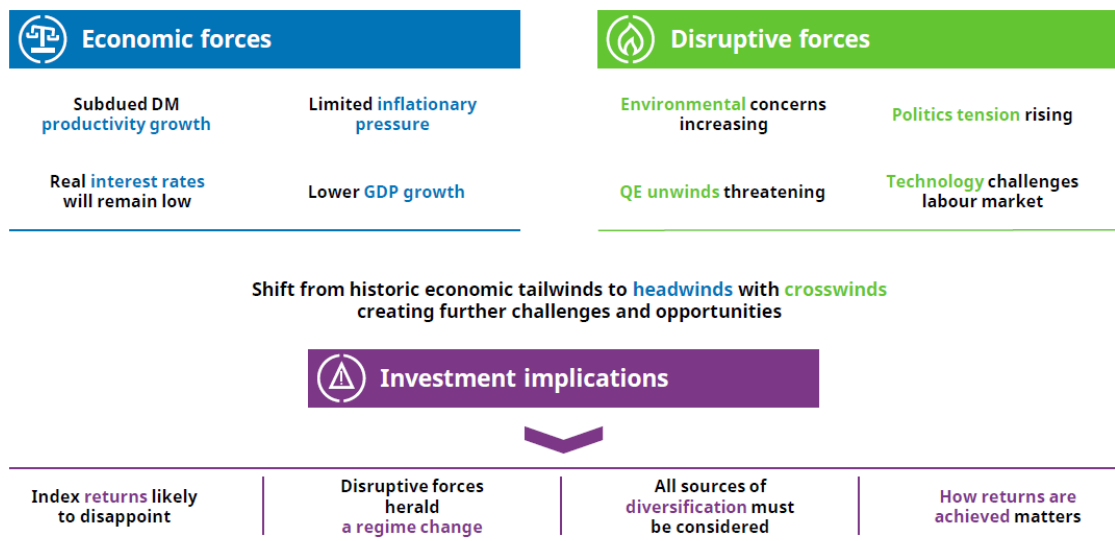 Economic forces
Subdued DM
productivity growth
Limited inflationary
pressure
Real interest rates
will remain low
Lower GDP growth
Disruptive forces
Environmental concerns
increasing
Politics tension rising
QE unwinds threatening
Technology challenges
labour market
Shift from historic economic tailwinds to headwinds with crosswinds
creating further challenges and opportunities
Investment implications
Index returns likely
to disappoint
Disruptive forces
herald
a regime change
All sources of
diversification must
be considered
How returns are
achieved matters